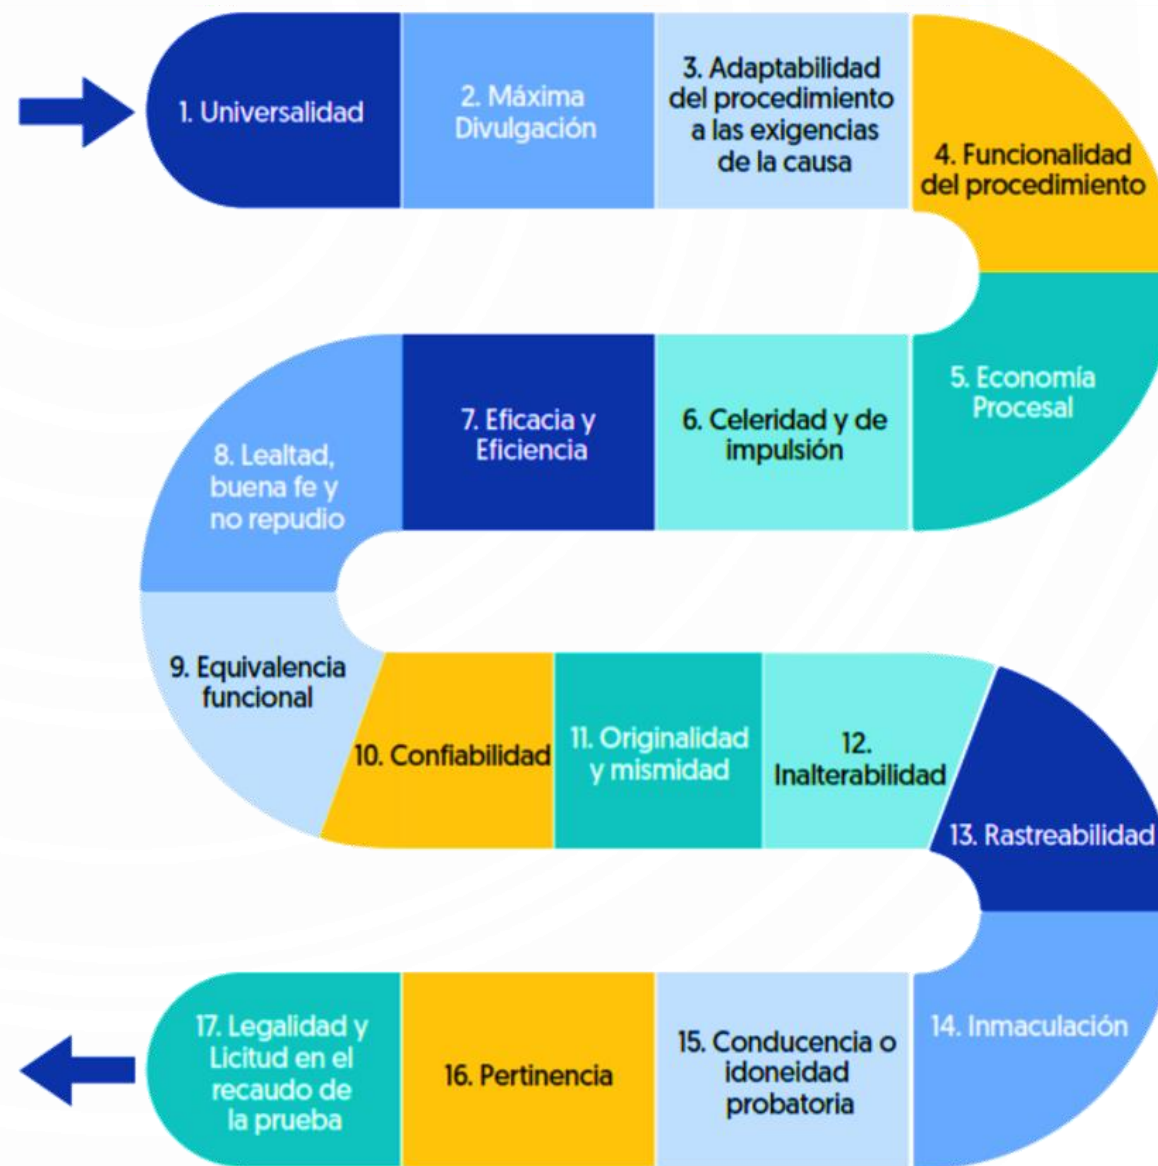 1. Universalidad
2. Máxima
Divulgación
3. Adaptabilidad
del procedimiento
a las exigencias
de la causa
4. Funcionalidad
del procedimiento
5. Economía
Procesal
6. Celeridad y de
impulsión
7. Eficacia y
Eficiencia
8. Lealtad,
buena fe y
no repudio
9. Equivalencia
funcional
10. Confiabilidad
11. Originalidad
y mismidad
12.
Inalterabilidad
13. Rastreabilidad
14. Inmaculación
15. Conducencia o
idoneidad
probatoria
16. Pertinencia
17. Legalidad y
Licitud en el
recaudo de
la prueba